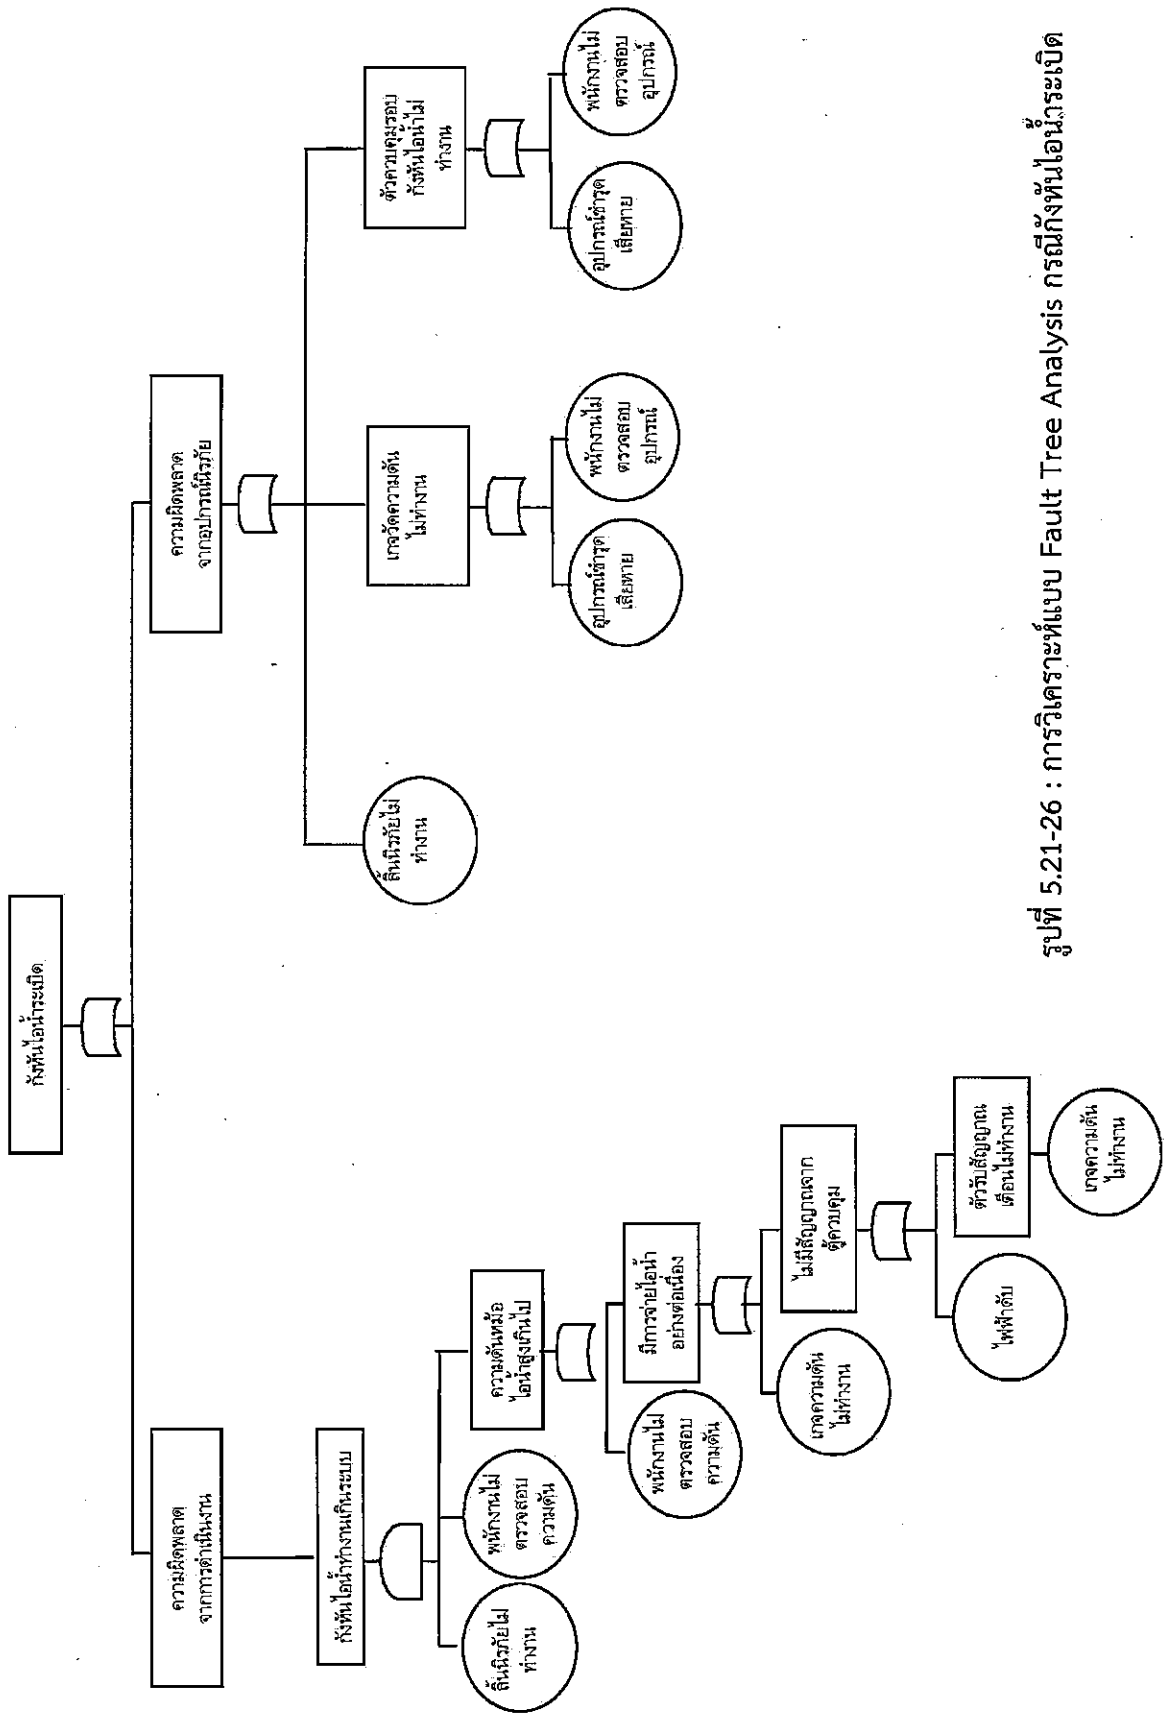 กังหันไอน้ำระเบิด
ความผิดพลาด
จากการดำเนินงาน
ความผิดพลาด
จากอุปกรณ์นิรภัย
กังหันไอน้ำทำงานเกินระบบ
ลิ้นนิรภัยไม่
ทำงาน
พนักงานไม่
ตรวจสอบ
ความดัน
ความดันหม้อ
ไอน้ำสูงเกินไป
พนักงานไม่
ตรวจสอบ
ความดัน
มีการจ่ายไอน้ำ
อย่างต่อเนื่อง
เกจความดัน
ไม่ทำงาน
ไม่มีสัญญาณจาก
ตู้ควบคุม
ไฟฟ้าดับ
ตัวรับสัญญาณ
เตือนไม่ทำงาน
เกจความดัน
ไม่ทำงาน
ลิ้นนิรภัยไม่
ทำงาน
เกจวัดความดัน
ไม่ทำงาน
อุปกรณ์ชำรุด
เสียหาย
พนักงานไม่
ตรวจสอบ
อุปกรณ์
ตัวควบคุมรอบ
กังหันไอน้ำไม่
ทำงาน
อุปกรณ์ชำรุด
เสียหาย
พนักงานไม่
ตรวจสอบ
อุปกรณ์
รูปที่ 5.21-26 : การวิเคราะห์แบบ Fault Tree Analysis กรณีกังหันไอน้ำระเบิด